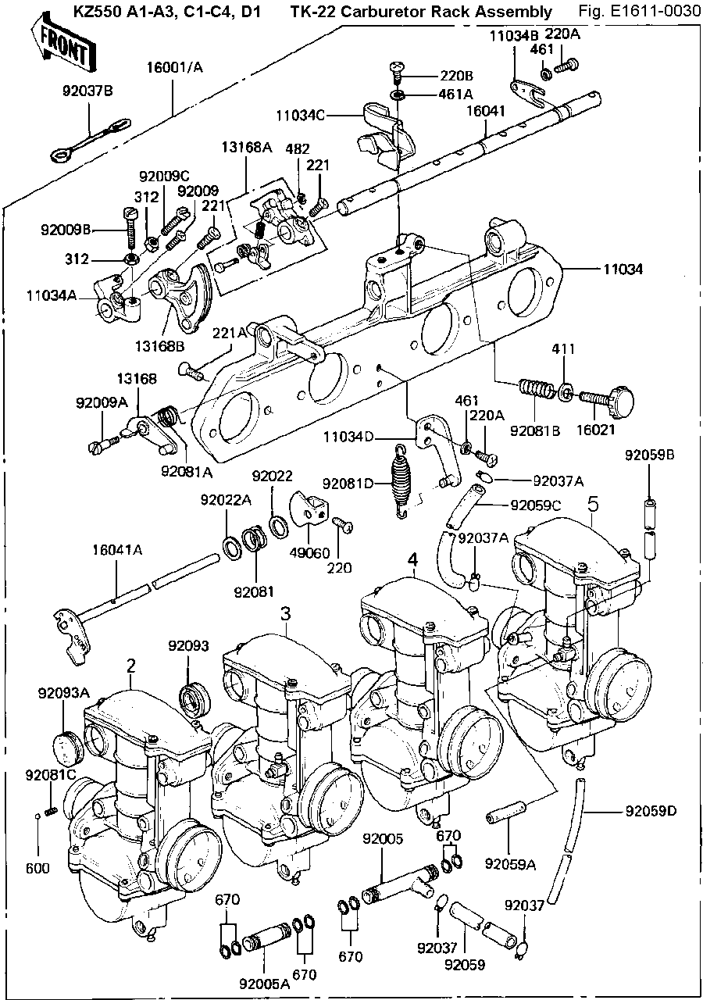 KZ550 A1-A3, C1-C4, D1 TK-22 Carburetor Rack Assembly Fig. E1611-0030
FRONT
11034B 220A
461
16001/A
220B
92037B
461A
11034C
16041
13168A 482
221
92009C
92009
312
221
92009B
312
11034
11034A
221A
13168B
411
13168
92009A
461
220A
16021
92081B
11034D
92059B
92081A
92022
92081D
92037A
92022A
92059C
5
92037A
16041A
49060
220
4
92081
3
92093
2
92093A
92081C
92059D
670
92005
600
92059A
670
92037
92037
670
92059
670
92005A